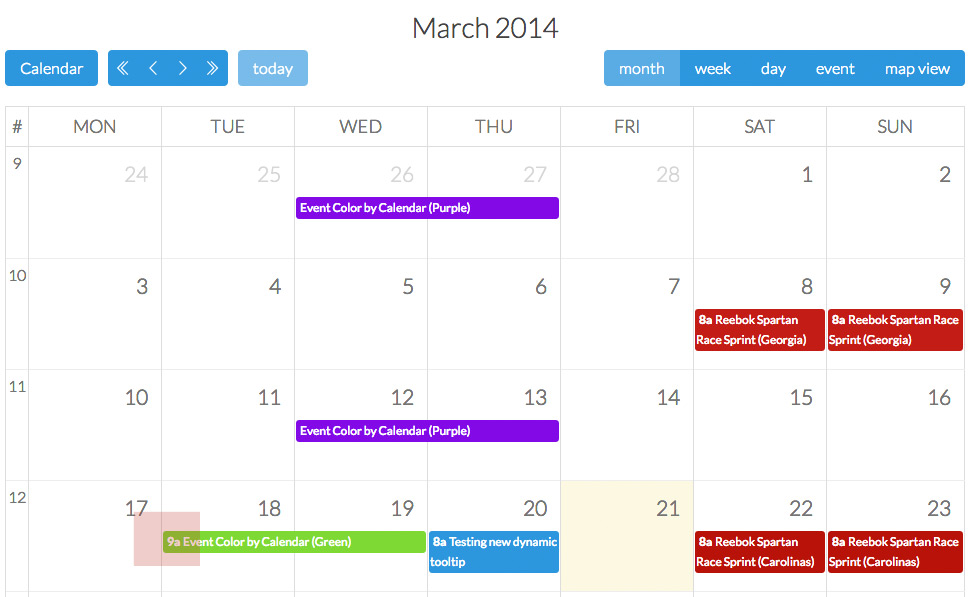 March 2014
Calendar today month week day event map view
# MON TUE WED THU FRI SAT SUN
9 24 25 26 27 28 1 2
Event Color by Calendar (Purple)
10 3 4 5 6 7 8 9
8a Reebok Spartan 8a Reebok Spartan Race
Race Sprint (Georgia) Sprint (Georgia)
11 10 11 12 13 14 15 16
Event Color by Calendar (Purple)
12 17 18 19 20 21 22 23
9a Event Color by Calendar (Green) 8a Testing new dynamic 8a Reebok Spartan 8a Reebok Spartan Race
tooltip Race Sprint (Carolinas) Sprint (Carolinas)